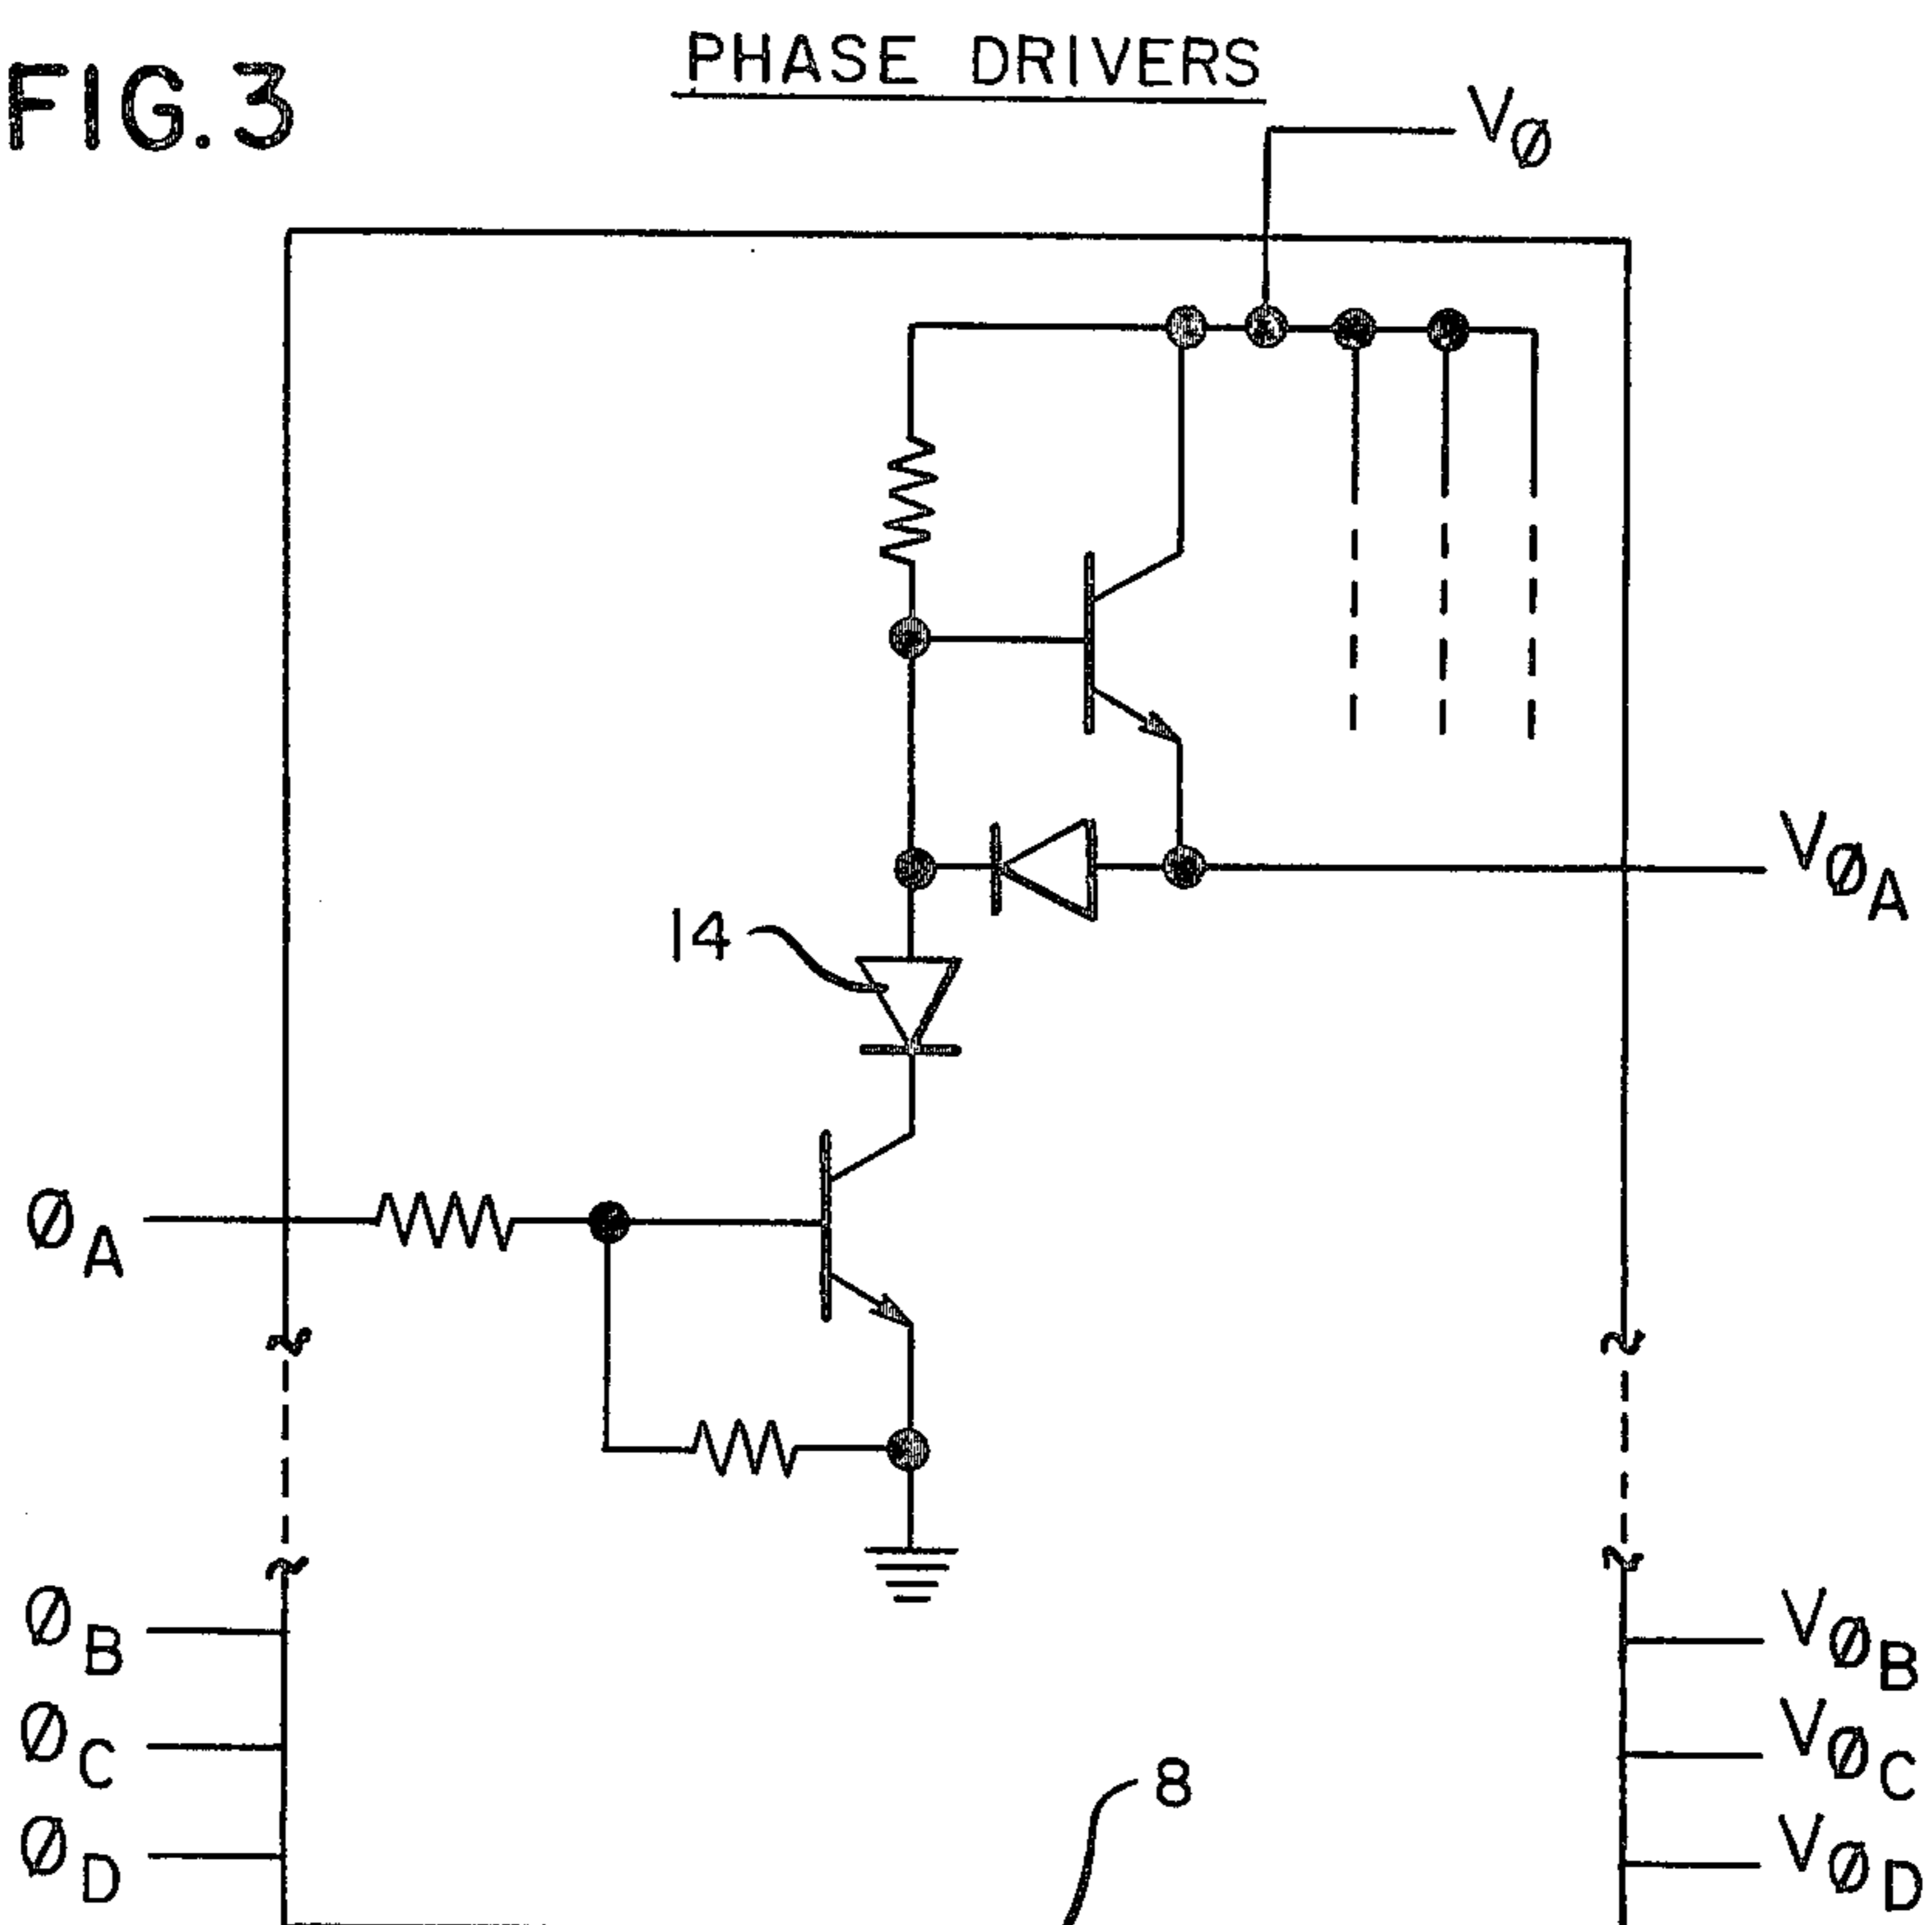 FIG.3
PHASE DRIVERS
VØ
VØA
14
ØA
ØB
VØB
ØC
VØC
8
ØD
VØD